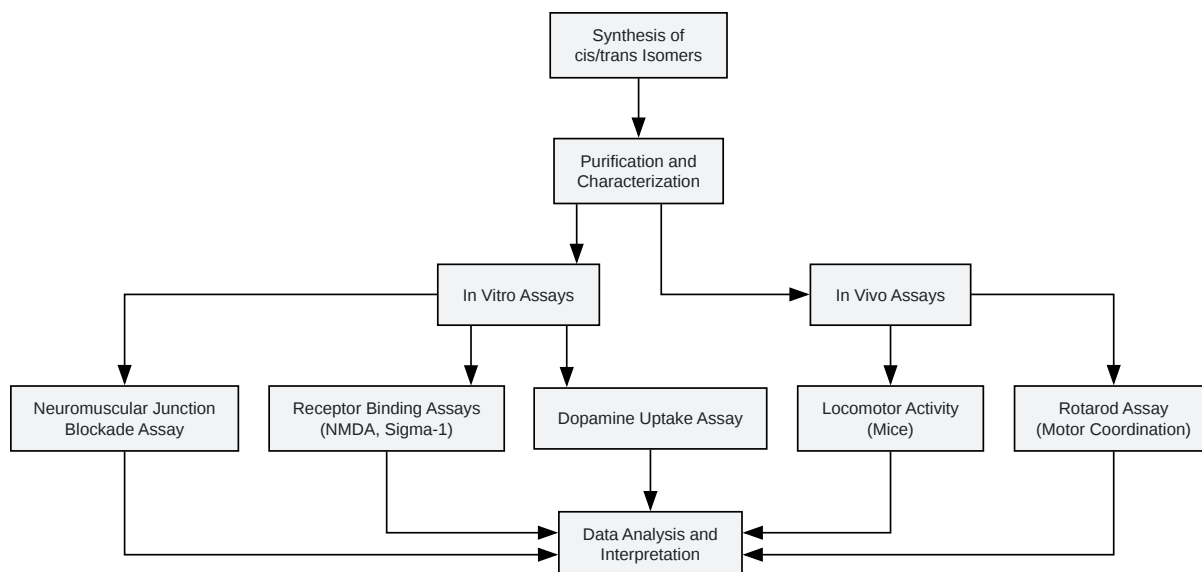 Synthesis of
cis/trans Isomers
Purification and
Characterization
In Vitro Assays
In Vivo Assays
Neuromuscular Junction
Blockade Assay
Receptor Binding Assays
(NMDA, Sigma-1)
Dopamine Uptake Assay
Locomotor Activity
(Mice)
Rotarod Assay
(Motor Coordination)
Data Analysis and
Interpretation